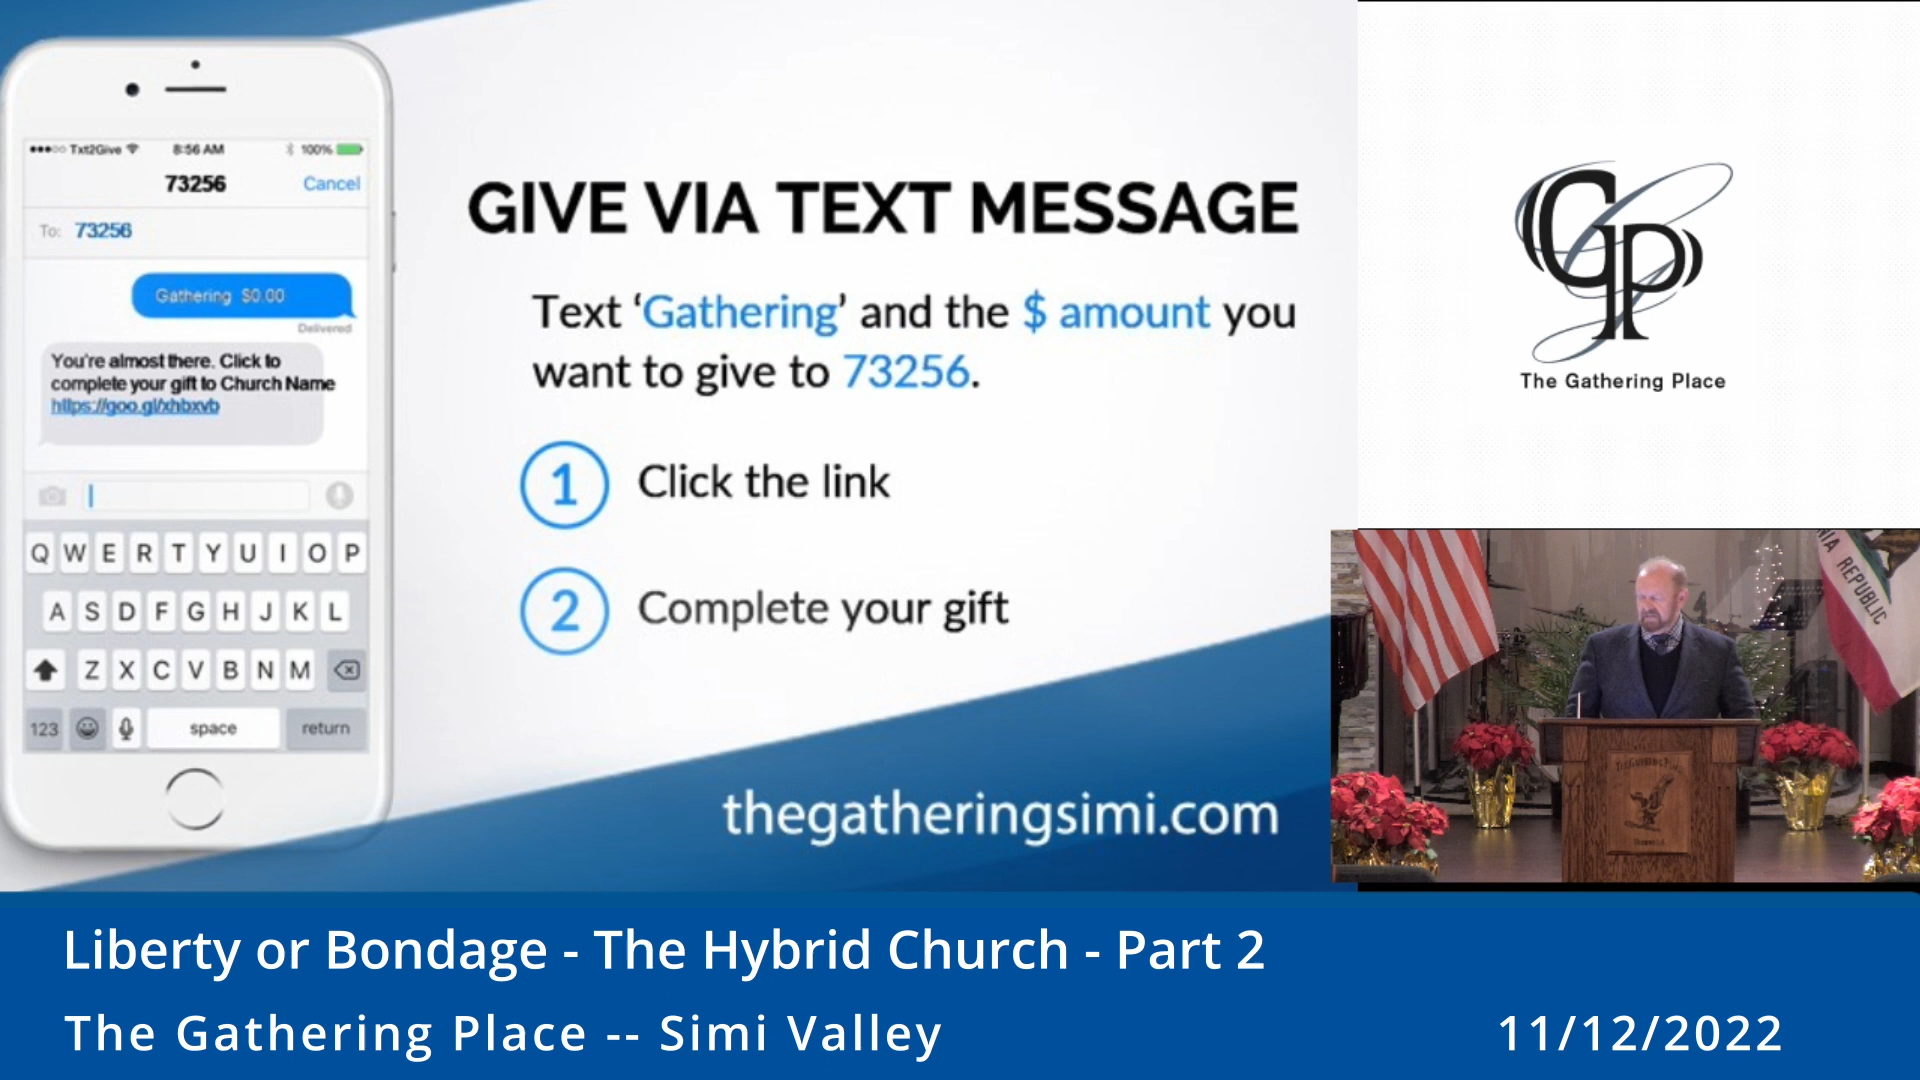 Txt2Give 8:56 AM 100%
73256 Cancel
To: 73256
Gathering $0.00
Delivered
You're almost there. Click to
complete your gift to Church Name
https://goo.gl/xhbxvb
Q W E R T Y U I O P
A S D F G H J K L
Z X C V B N M
123 space return
GIVE VIA TEXT MESSAGE
Text ‘Gathering’ and the $ amount you
want to give to 73256.
1 Click the link
2 Complete your gift
thegatheringsimi.com
GP
The Gathering Place
REPUBLIC
Liberty or Bondage - The Hybrid Church - Part 2
The Gathering Place -- Simi Valley 11/12/2022